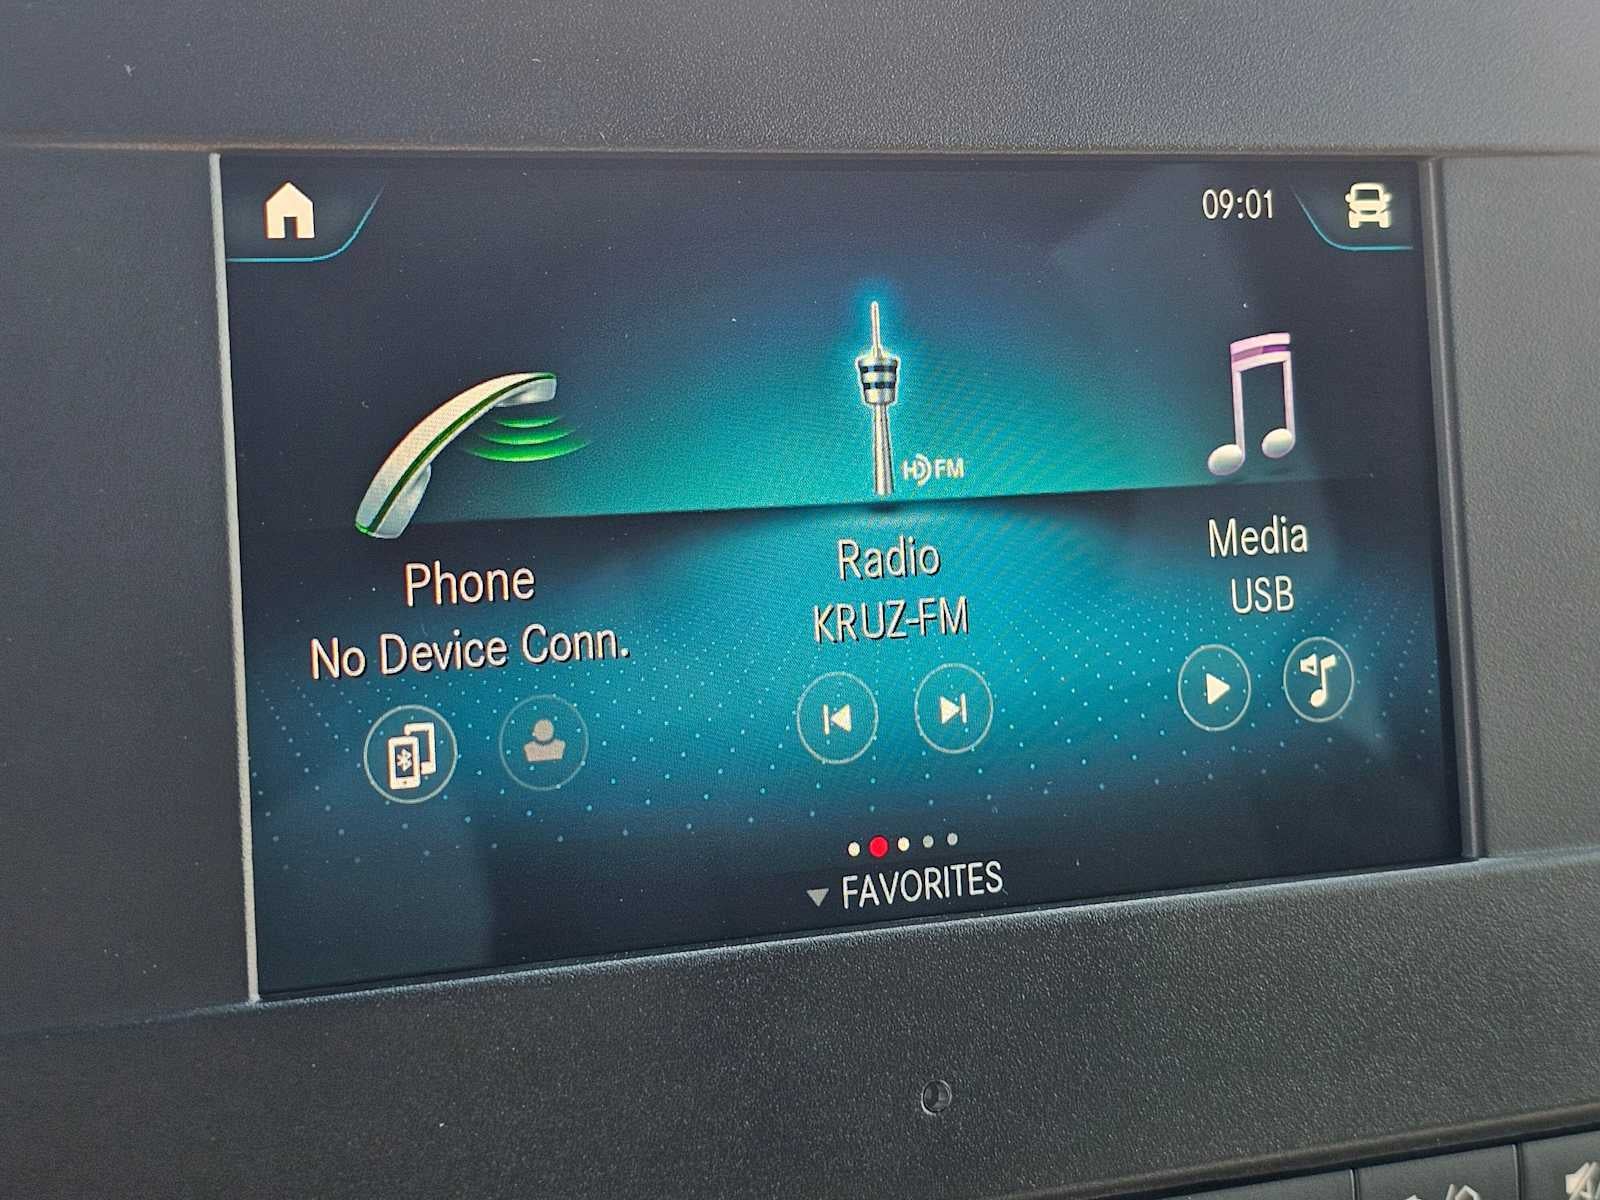 09:01
HD FM
Phone
No Device Conn.
Radio
KRUZ-FM
Media
USB
FAVORITES